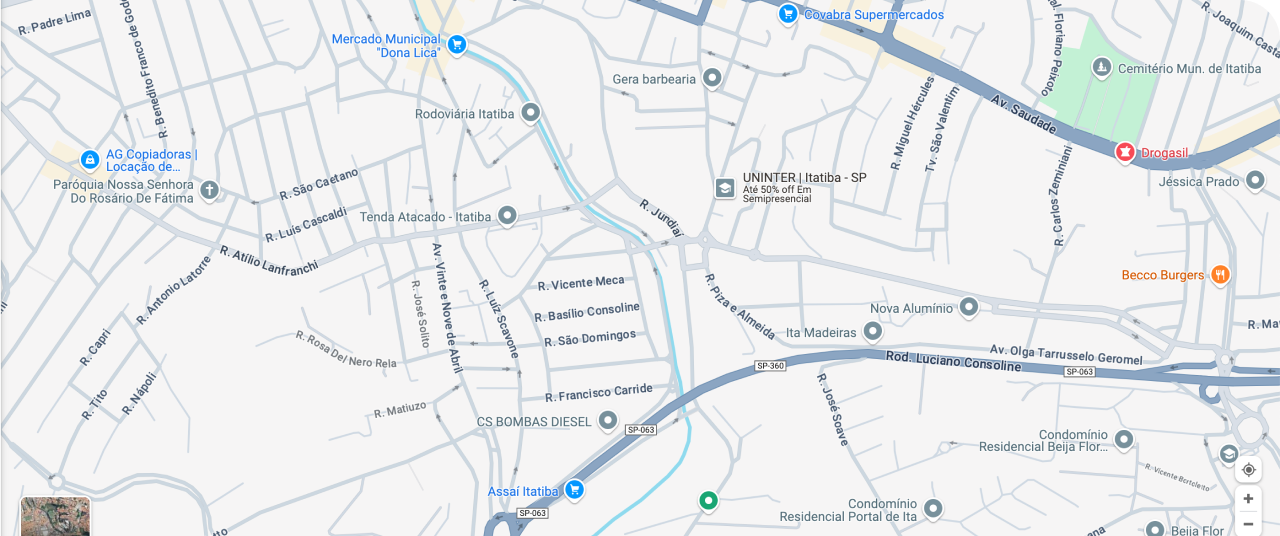 R. Padre Lima
R. Benedito Franco de Godo
Mercado Municipal
"Dona Lica"
Covabra Supermercados
al. Floriano Peixoto
R. Joaquim Casta
Gera barbearia
Cemitério Mun. de Itatiba
Rodoviária Itatiba
R. Miguel Hércules
Tv. São Valentim
Av. Saudade
Drogasil
AG Copiadoras |
Locação de…
Paróquia Nossa Senhora
Do Rosário De Fátima
R. São Caetano
UNINTER | Itatiba - SP
Até 50% off Em
Semipresencial
Jéssica Prado
R. Carlos Zeminiani
R. Luis Cascaldi
Tenda Atacado - Itatiba
R. Jundiaí
R. Atílio Lanfranchi
R. Antonio Latorre
Av. Vinte e Nove de Abril
R. José Solito
R. Luiz Scavone
R. Vicente Meca
R. Basílio Consoline
R. São Domingos
R. Piza e Almeida
Becco Burgers
Nova Alumínio
Ita Madeiras
R. Mat
R. Capri
R. Rosa Del Nero Rela
Av. Olga Tarrusselo Geromel
Rod. Luciano Consoline
SP-360
SP-063
R. Tito
R. Nápoli
R. Francisco Carride
R. José Soave
R. Matiuzo
CS BOMBAS DIESEL
SP-063
Condomínio
Residencial Beija Flor…
Assaí Itatiba
SP-063
Condomínio
Residencial Portal de Ita
Beija Flor